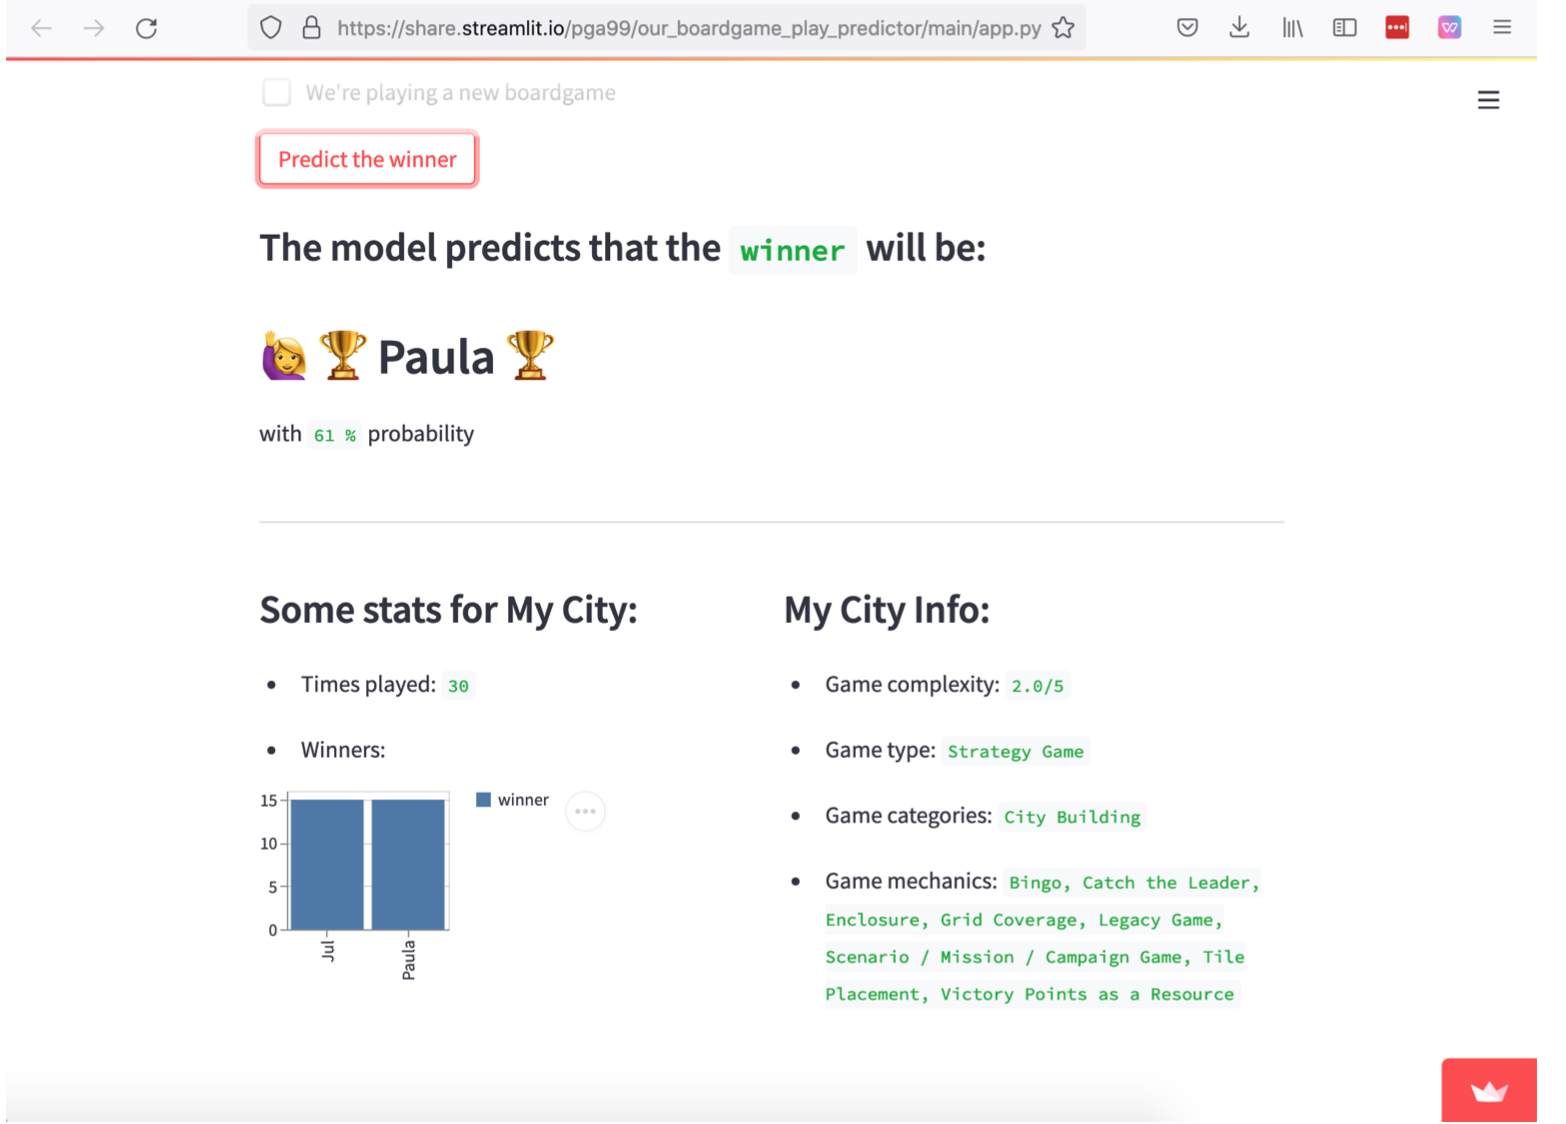 https://share.streamlit.io/pga99/our_boardgame_play_predictor/main/app.py
We're playing a new boardgame
Predict the winner
The model predicts that the winner will be:
Paula
with 61 % probability
Some stats for My City:
Times played: 30
Winners:
15
10
5
0
Jul
Paula
winner
My City Info:
Game complexity: 2.0/5
Game type: Strategy Game
Game categories: City Building
Game mechanics: Bingo, Catch the Leader,
Enclosure, Grid Coverage, Legacy Game,
Scenario / Mission / Campaign Game, Tile
Placement, Victory Points as a Resource